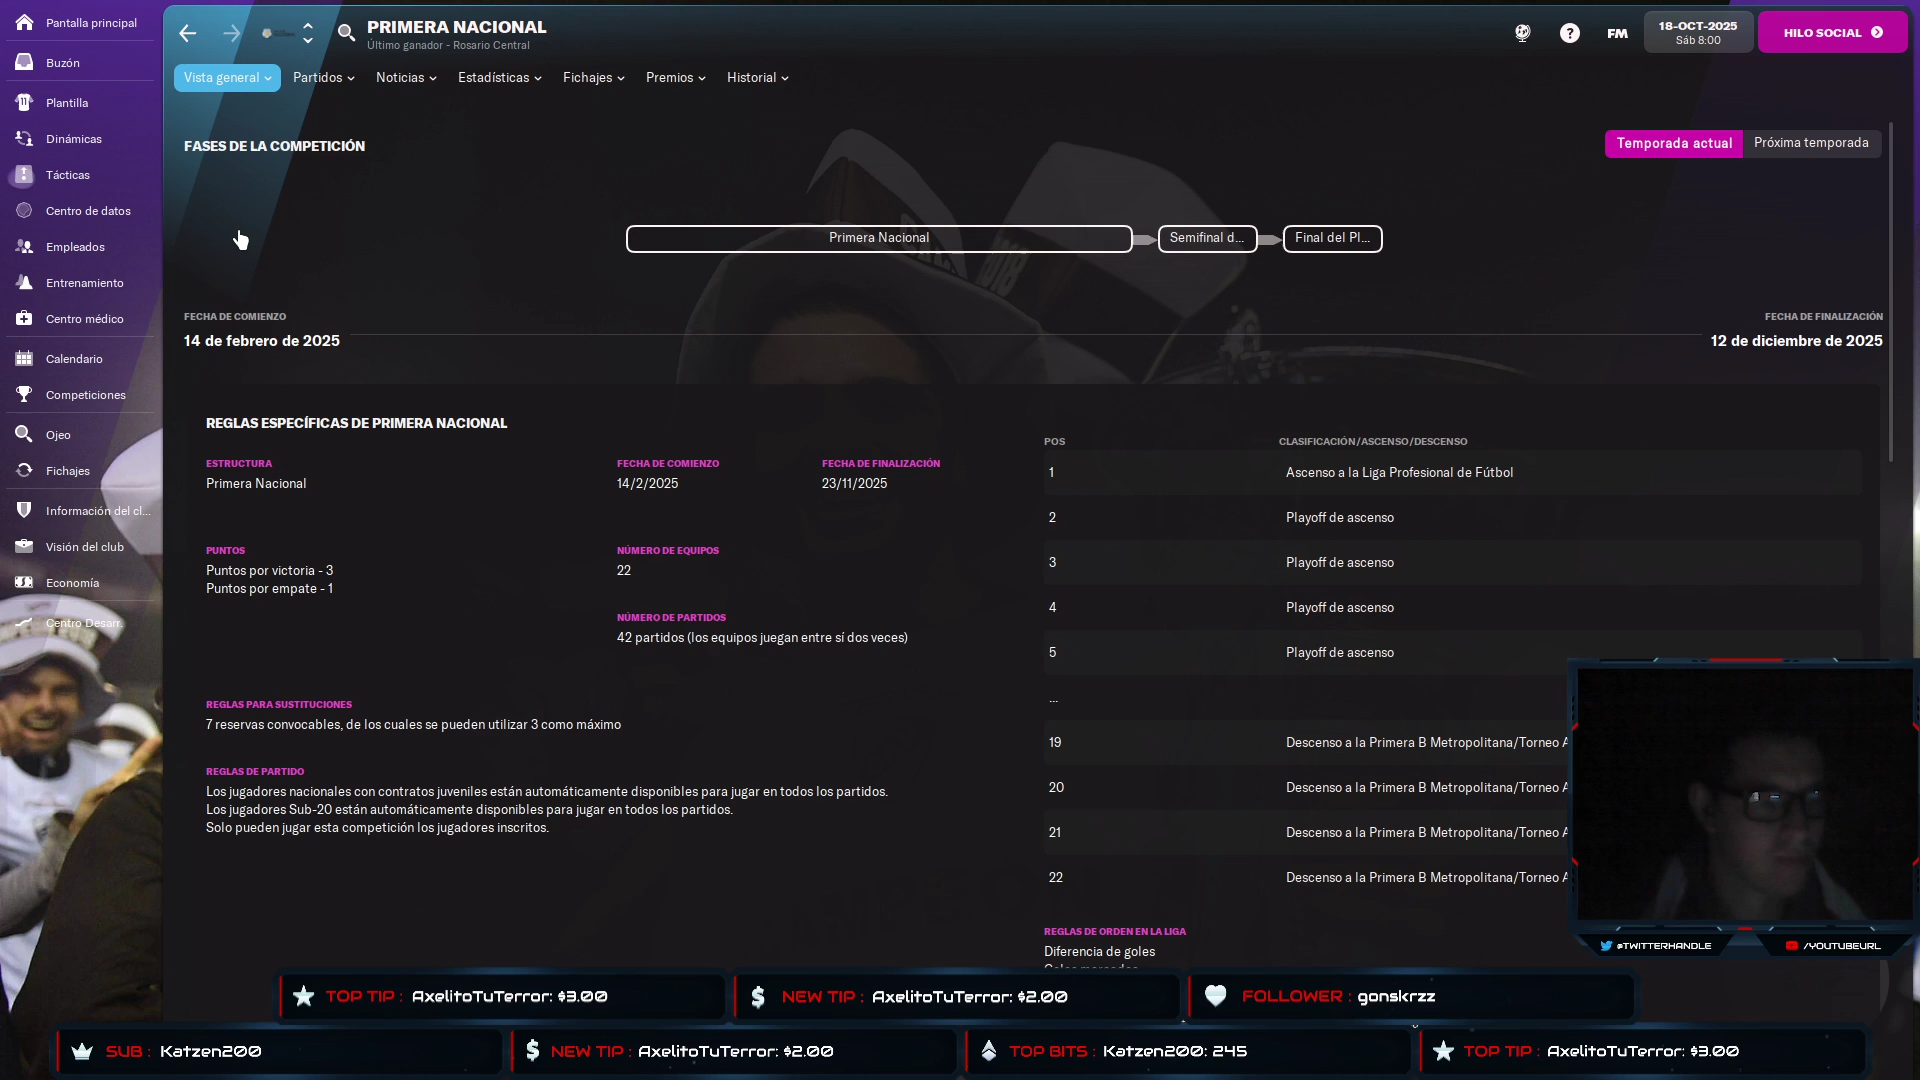 Pantalla principal
Buzón
Plantilla
Dinámicas
Tácticas
Centro de datos
Empleados
Entrenamiento
Centro médico
Calendario
Competiciones
Ojeo
Fichajes
Información del cl...
Visión del club
Economía
Centro Desarr.
PRIMERA NACIONAL
Último ganador - Rosario Central
?
FM
18-OCT-2025
Sáb 8:00
HILO SOCIAL
Vista general
Partidos
Noticias
Estadísticas
Fichajes
Premios
Historial
FASES DE LA COMPETICIÓN
Temporada actual
Próxima temporada
Primera Nacional
Semifinal d...
Final del Pl...
FECHA DE COMIENZO
14 de febrero de 2025
FECHA DE FINALIZACIÓN
12 de diciembre de 2025
REGLAS ESPECÍFICAS DE PRIMERA NACIONAL
ESTRUCTURA
Primera Nacional
FECHA DE COMIENZO
14/2/2025
FECHA DE FINALIZACIÓN
23/11/2025
PUNTOS
Puntos por victoria - 3
Puntos por empate - 1
NÚMERO DE EQUIPOS
22
NÚMERO DE PARTIDOS
42 partidos (los equipos juegan entre sí dos veces)
REGLAS PARA SUSTITUCIONES
7 reservas convocables, de los cuales se pueden utilizar 3 como máximo
REGLAS DE PARTIDO
Los jugadores nacionales con contratos juveniles están automáticamente disponibles para jugar en todos los partidos.
Los jugadores Sub-20 están automáticamente disponibles para jugar en todos los partidos.
Solo pueden jugar esta competición los jugadores inscritos.
POS CLASIFICACIÓN/ASCENSO/DESCENSO
1 Ascenso a la Liga Profesional de Fútbol
2 Playoff de ascenso
3 Playoff de ascenso
4 Playoff de ascenso
5 Playoff de ascenso
...
19 Descenso a la Primera B Metropolitana/Torneo A
20 Descenso a la Primera B Metropolitana/Torneo A
21 Descenso a la Primera B Metropolitana/Torneo A
22 Descenso a la Primera B Metropolitana/Torneo A
REGLAS DE ORDEN EN LA LIGA
Diferencia de goles
@TWITTERHANDLE
/YOUTUBEURL
TOP TIP : AxelitoTuTerror: $3.00
NEW TIP : AxelitoTuTerror: $2.00
FOLLOWER : gonskrzz
SUB : Katzen200
NEW TIP : AxelitoTuTerror: $2.00
TOP BITS : Katzen200: 245
TOP TIP : AxelitoTuTerror: $3.00